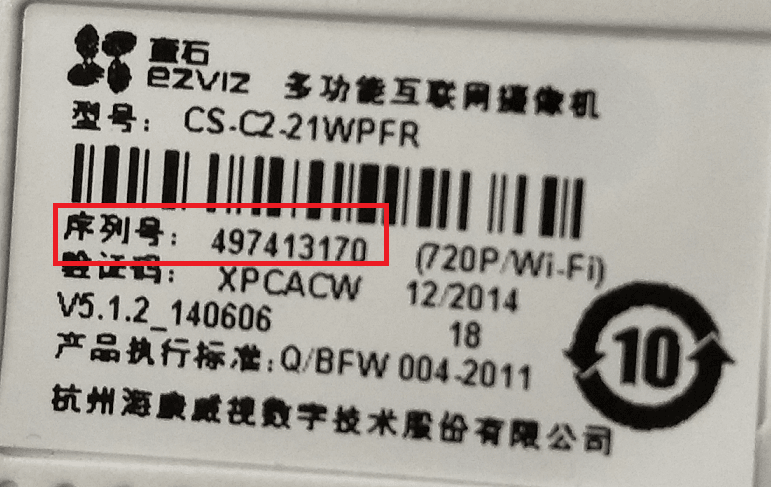 萤石
ezviz 多功能互联网摄像机
型号: CS-C2-21WPFR
序列号: 497413170 (720P/Wi-Fi)
验证码: XPCACW 12/2014
V5.1.2_140606 18
产品执行标准:Q/BFW 004-2011
10
杭州海康威视数字技术股份有限公司